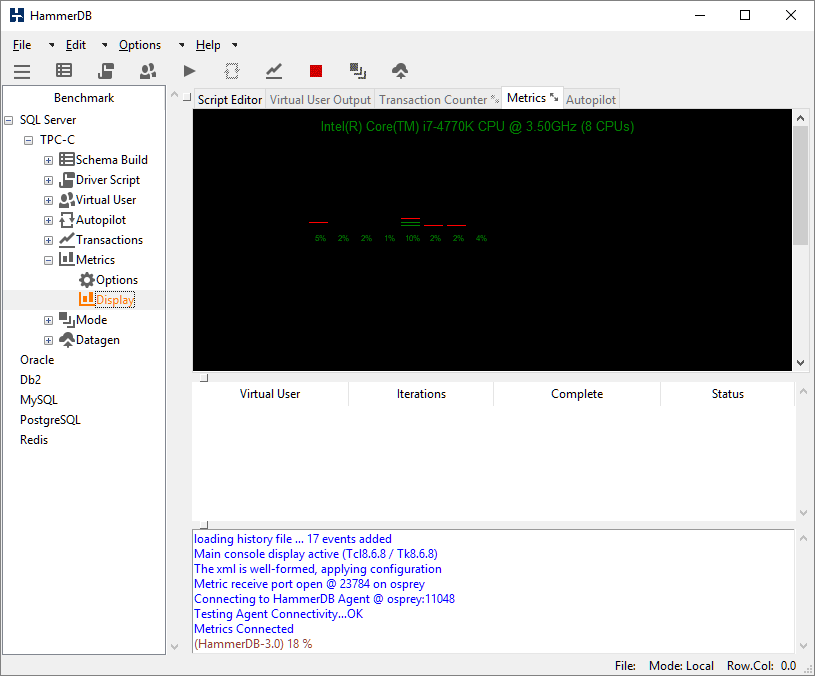 HammerDB
File Edit Options Help
Benchmark
SQL Server
TPC-C
Schema Build
Driver Script
Virtual User
Autopilot
Transactions
Metrics
Options
Display
Mode
Datagen
Oracle
Db2
MySQL
PostgreSQL
Redis
Script Editor Virtual User Output Transaction Counter Metrics Autopilot
Intel(R) Core(TM) i7-4770K CPU @ 3.50GHz (8 CPUs)
5% 2% 2% 1% 10% 2% 2% 4%
Virtual User Iterations Complete Status
loading history file ... 17 events added
Main console display active (Tcl8.6.8 / Tk8.6.8)
The xml is well-formed, applying configuration
Metric receive port open @ 23784 on osprey
Connecting to HammerDB Agent @ osprey:11048
Testing Agent Connectivity...OK
Metrics Connected
(HammerDB-3.0) 18 %
File: Mode: Local Row.Col: 0.0